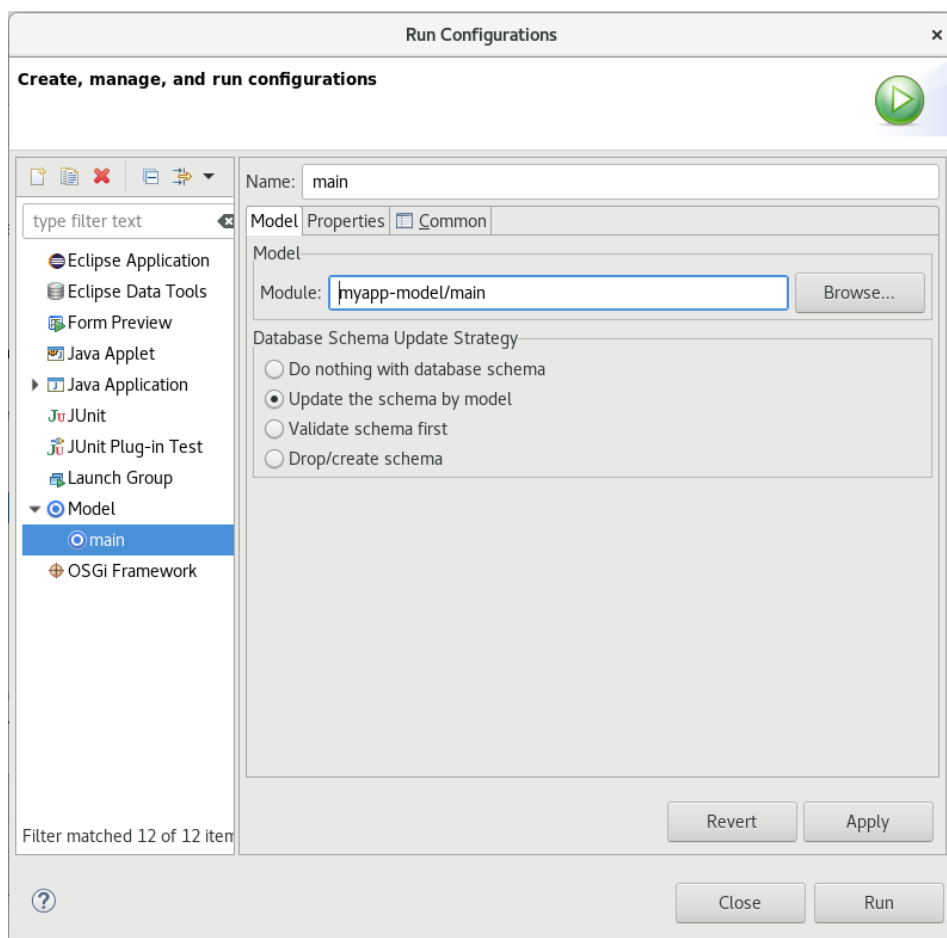 Run Configurations
Create, manage, and run configurations
Name: main
type filter text
Model Properties Common
Eclipse Application
Eclipse Data Tools
Form Preview
Java Applet
Java Application
JUnit
JUnit Plug-in Test
Launch Group
Model
main
OSGi Framework
Filter matched 12 of 12 item
Model
Module: myapp-model/main Browse...
Database Schema Update Strategy
Do nothing with database schema
Update the schema by model
Validate schema first
Drop/create schema
Revert Apply
Close Run